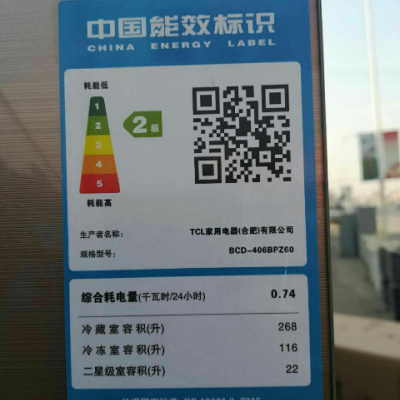 中国能效标识
CHINA ENERGY LABEL
耗能低
1
2
3
4
5
2级
耗能高
生产者名称: TCL家用电器(合肥)有限公司
规格型号: BCD-406BPZ60
综合耗电量(千瓦时/24小时) 0.74
冷藏室容积(升) 268
冷冻室容积(升) 116
二星级室容积(升) 22